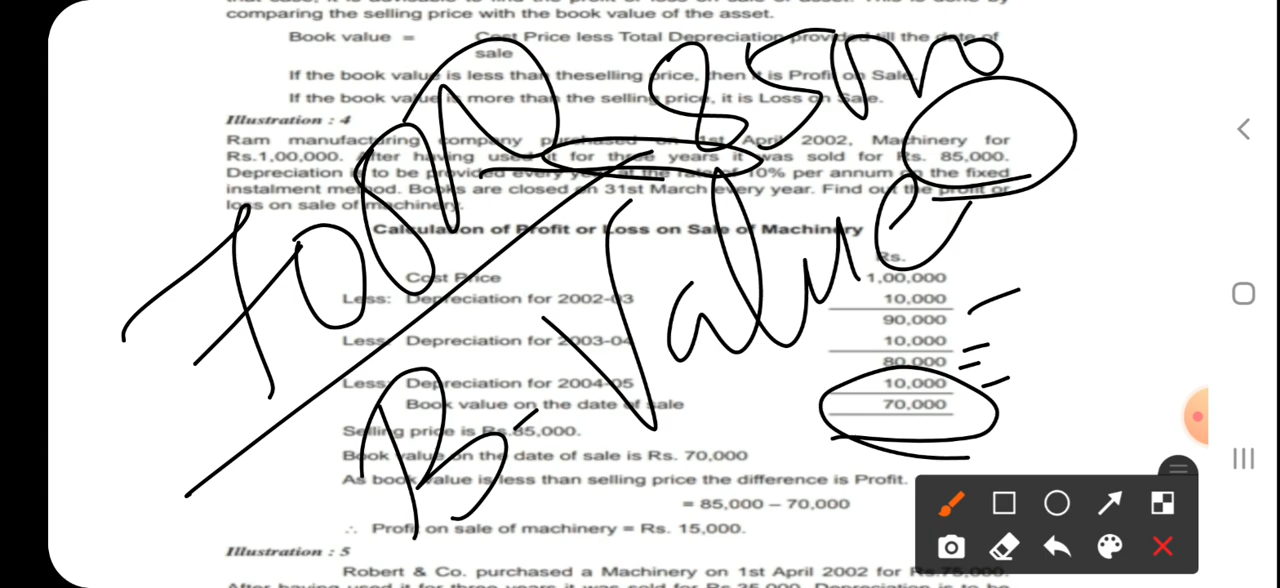 comparing the selling price with the book value of the asset.
Book value = Cost Price less Total Depreciation provided till the date of
sale
If the book value is less than theselling price, then it is Profit on Sale.
If the book value is more than the selling price, it is Loss on Sale.
Illustration : 4
Ram manufacturing company purchased on 1st April 2002, Machinery for
Rs.1,00,000. After having used it for three years it was sold for Rs. 85,000.
Depreciation is to be provided every year at the rate of 10% per annum on the fixed
instalment method. Books are closed on 31st March every year. Find out the profit or
loss on sale of machinery.
Calculation of Profit or Loss on Sale of Machinery
Rs.
Cost Price 1,00,000
Less: Depreciation for 2002-03 10,000
90,000
Less: Depreciation for 2003-04 10,000
80,000
Less: Depreciation for 2004-05 10,000
Book value on the date of sale 70,000
Selling price is Rs.85,000.
Book value on the date of sale is Rs. 70,000
As book value is less than selling price the difference is Profit.
= 85,000 – 70,000
∴ Profit on sale of machinery = Rs. 15,000.
Illustration : 5
Robert & Co. purchased a Machinery on 1st April 2002 for Rs.75,000.
70000
85000
B. Value